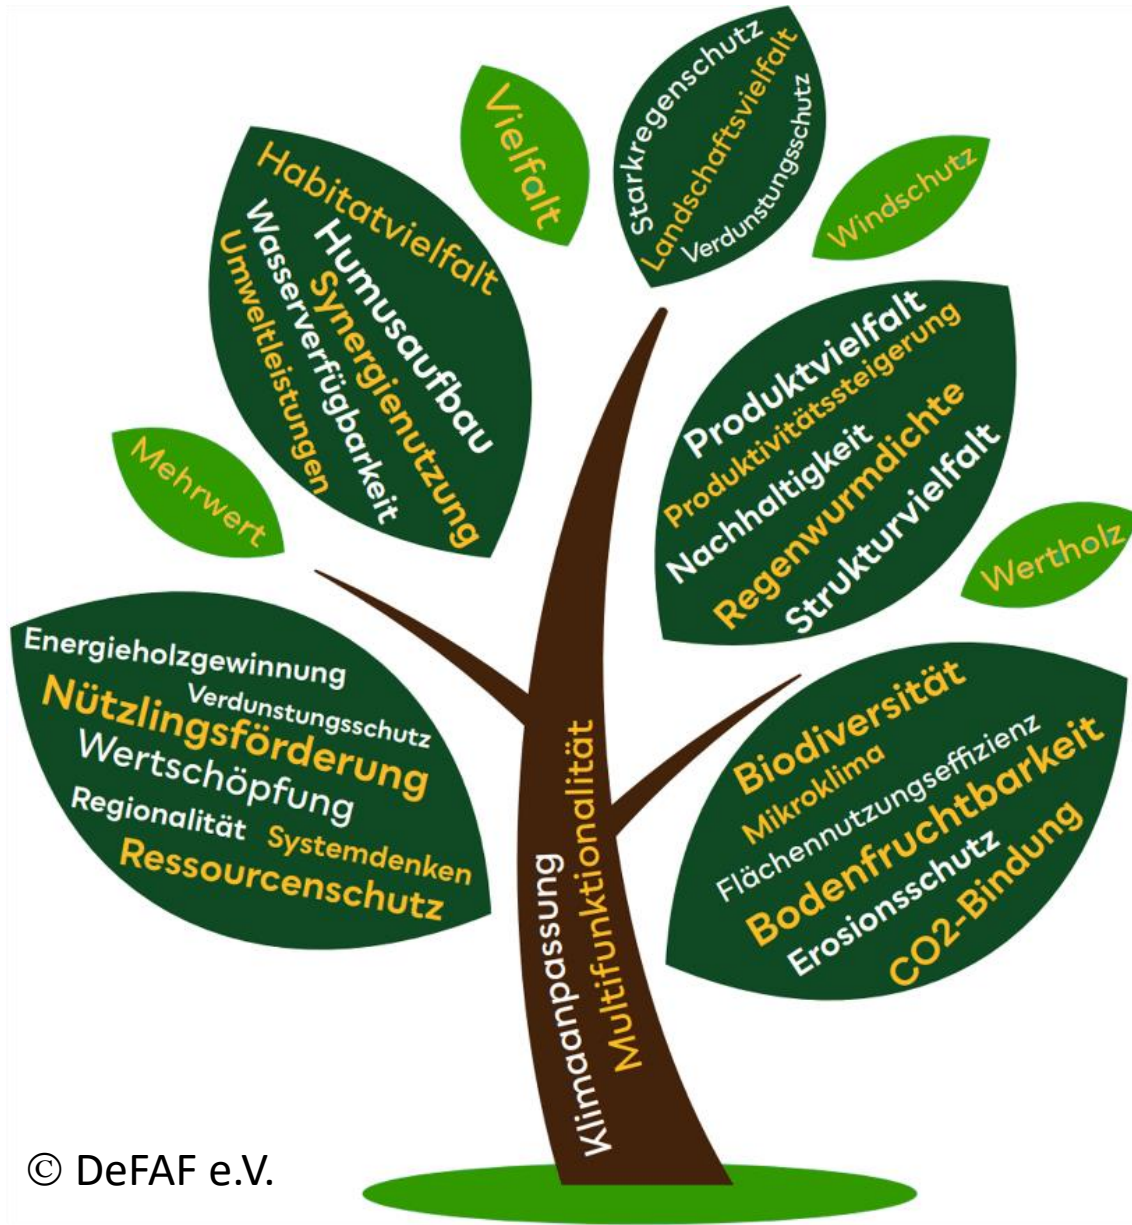 Starkregenschutz
Landschaftsvielfalt
Verdunstungsschutz
Vielfalt
Windschutz
Habitatvielfalt
Humusaufbau
Synergienutzung
Wasserverfügbarkeit
Umweltleistungen
Produktvielfalt
Produktivitätssteigerung
Nachhaltigkeit
Regenwurmdichte
Strukturvielfalt
Mehrwert
Wertholz
Energieholzgewinnung
Verdunstungsschutz
Nützlingsförderung
Wertschöpfung
Regionalität
Systemdenken
Ressourcenschutz
Biodiversität
Mikroklima
Flächennutzungseffizienz
Bodenfruchtbarkeit
Erosionsschutz
CO2-Bindung
Klimaanpassung
Multifunktionalität
© DeFAF e.V.